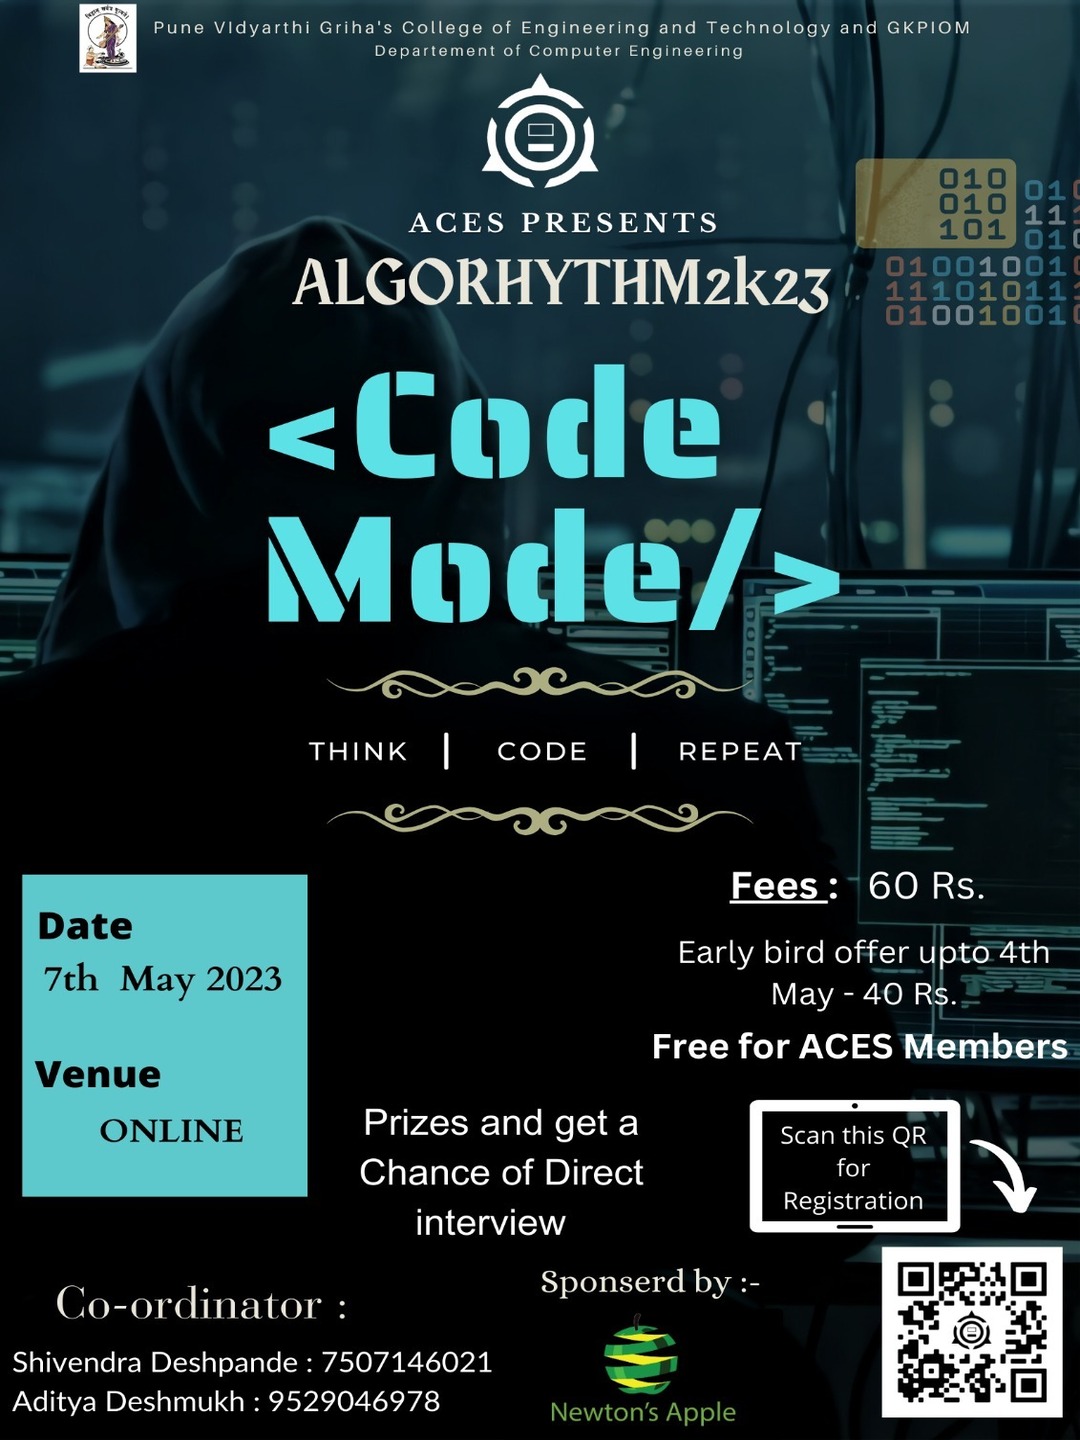 Pune VIdyarthi Griha's College of Engineering and Technology and GKPIOM
Departement of Computer Engineering
ACES PRESENTS
ALGORHYTHM2k23
<Code
Mode/>
THINK | CODE | REPEAT
Date
7th May 2023
Venue
ONLINE
Fees : 60 Rs.
Early bird offer upto 4th
May - 40 Rs.
Free for ACES Members
Prizes and get a
Chance of Direct
interview
Scan this QR
for
Registration
Co-ordinator :
Shivendra Deshpande : 7507146021
Aditya Deshmukh : 9529046978
Sponserd by :-
Newton's Apple
010
010
101